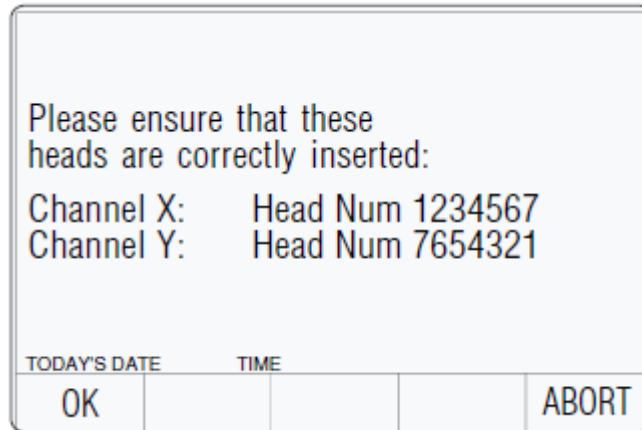 Please ensure that these
heads are correctly inserted:
Channel X: Head Num 1234567
Channel Y: Head Num 7654321
TODAY'S DATE TIME
OK ABORT